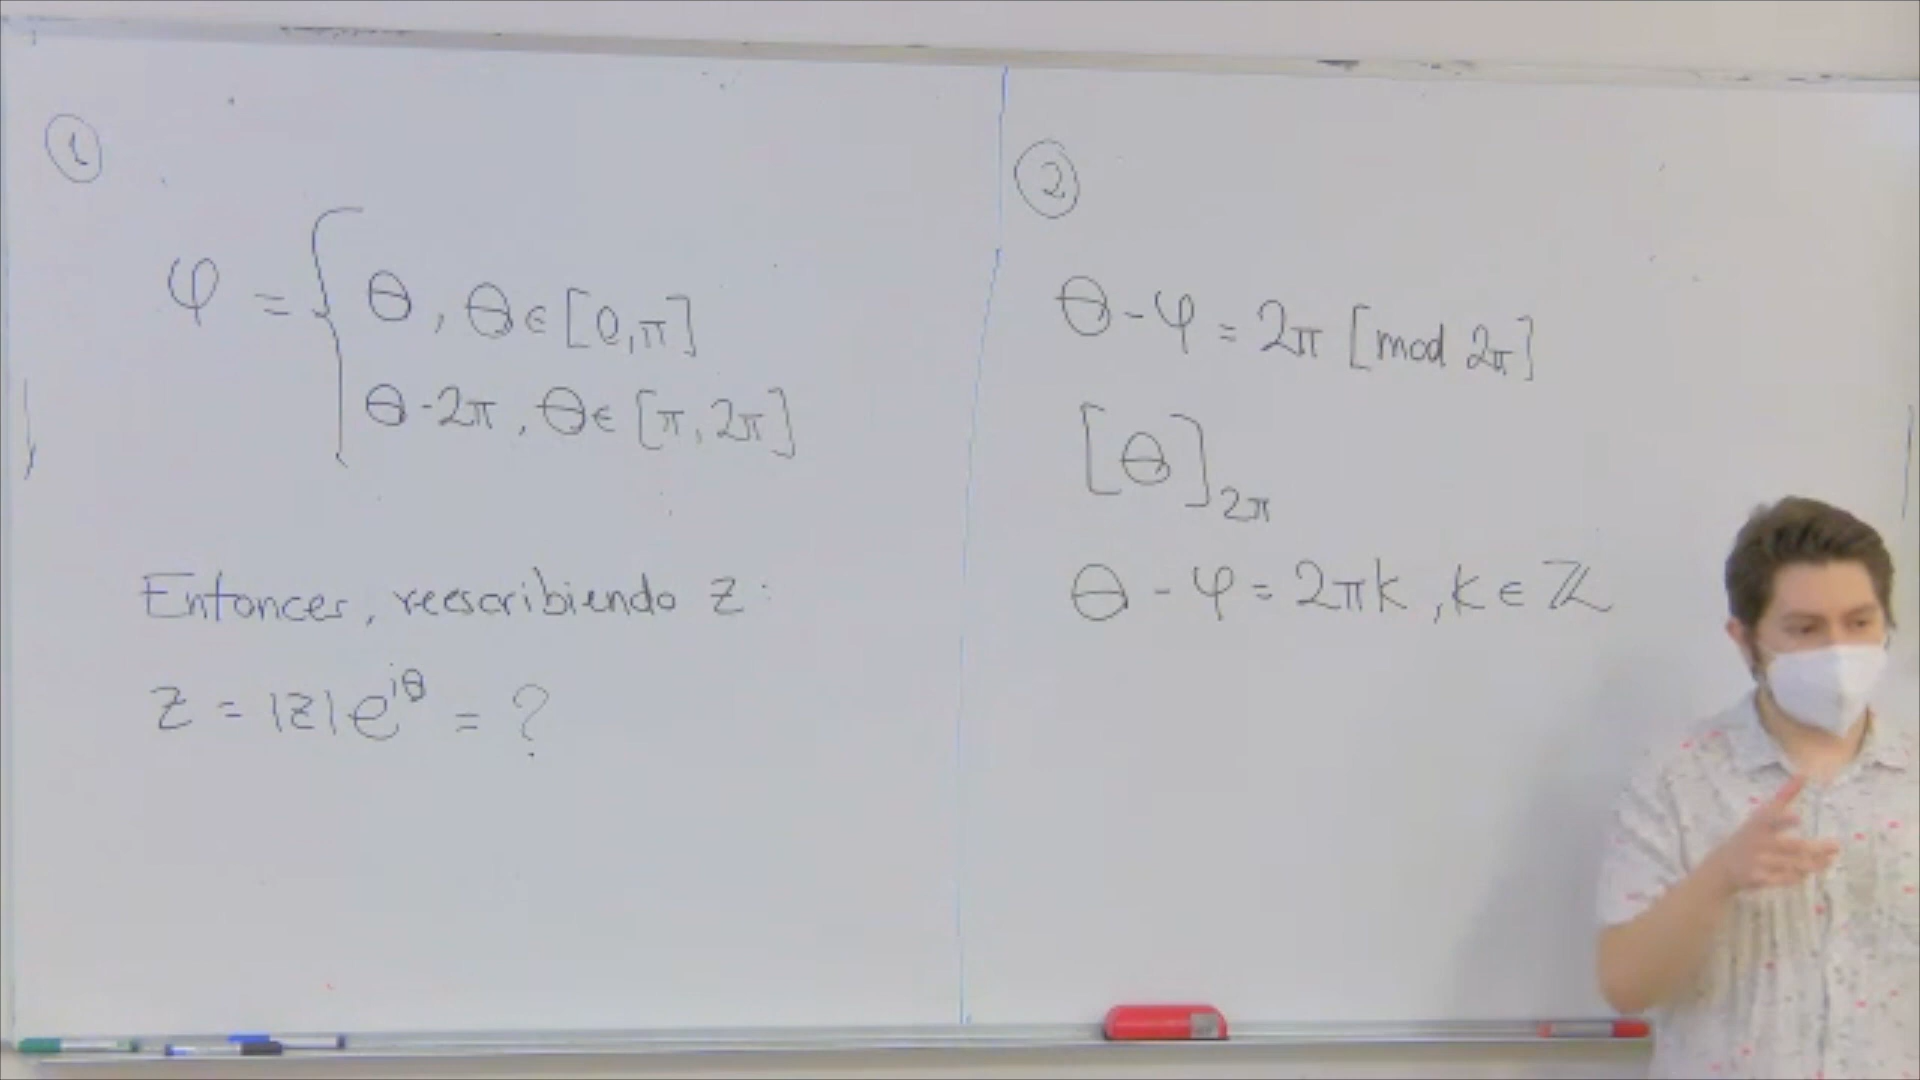 ①
φ = { θ, θ ∈ [0, π]
θ - 2π, θ ∈ [π, 2π]
Entonces, reescribiendo z:
z = |z| e^{iθ} = ?
②
θ - φ = 2π [mod 2π]
[θ]_{2π}
θ - φ = 2πk, k ∈ ℤ